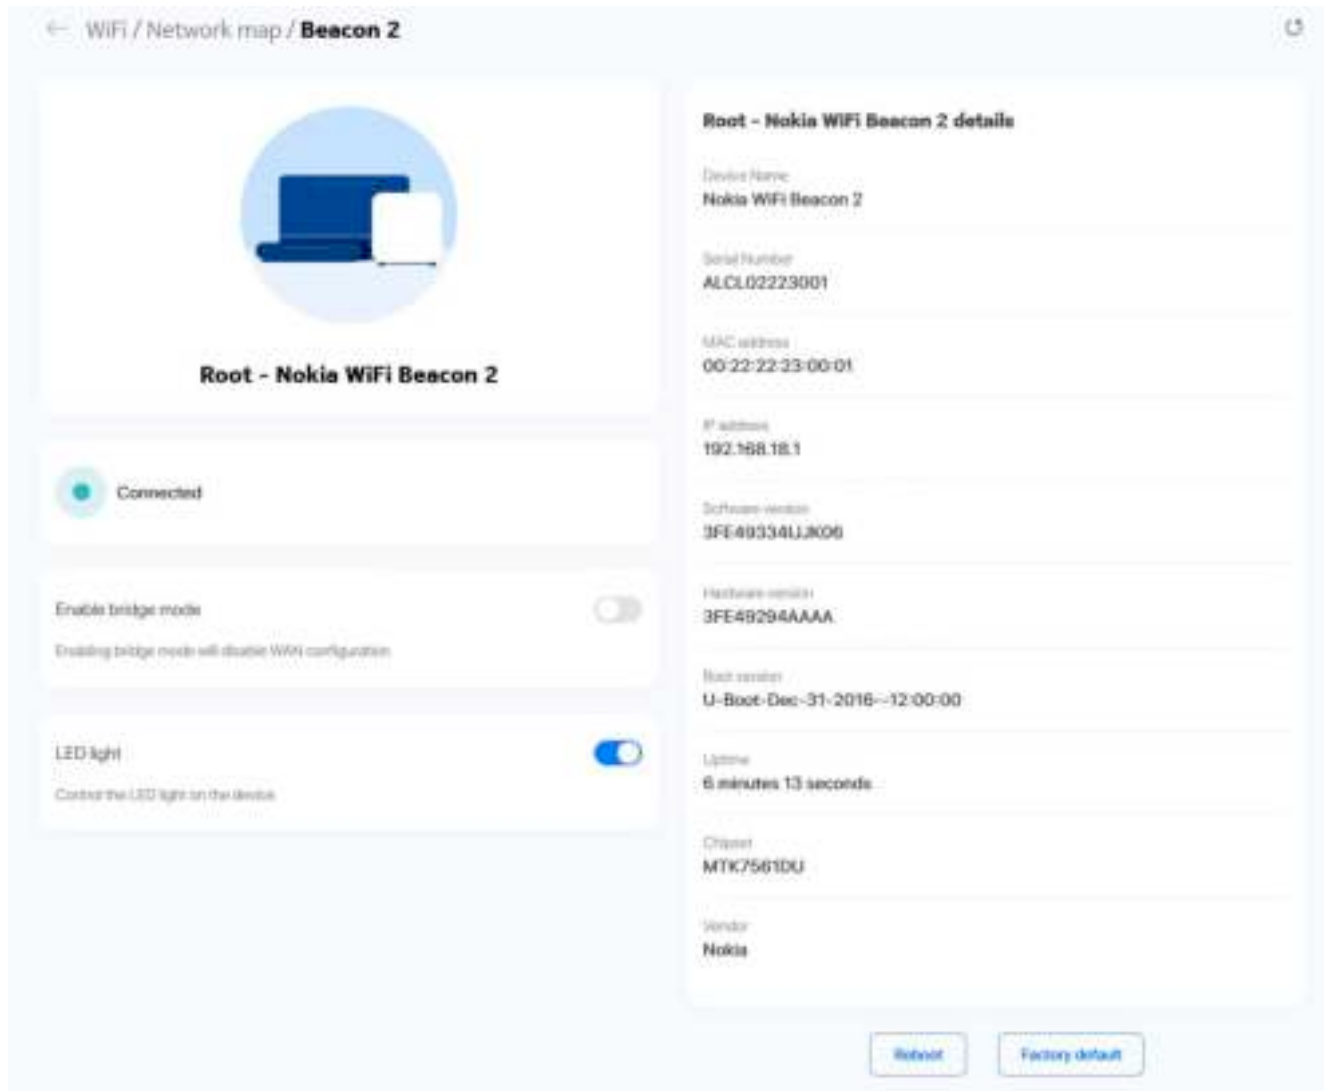 ← WiFi / Network map / Beacon 2
Root - Nokia WiFi Beacon 2
Connected
Enable bridge mode
Enabling bridge mode will disable WAN configuration
LED light
Control the LED light on the device
Root - Nokia WiFi Beacon 2 details
Device Name
Nokia WiFi Beacon 2
Serial Number
ALCL02223001
MAC address
00:22:22:23:00:01
IP address
192.168.18.1
Software version
3FE49334UJK06
Hardware version
3FE49294AAAA
Boot version
U-Boot-Dec-31-2016--12:00:00
Uptime
6 minutes 13 seconds
Chipset
MTK7561DU
Vendor
Nokia
Reboot
Factory default